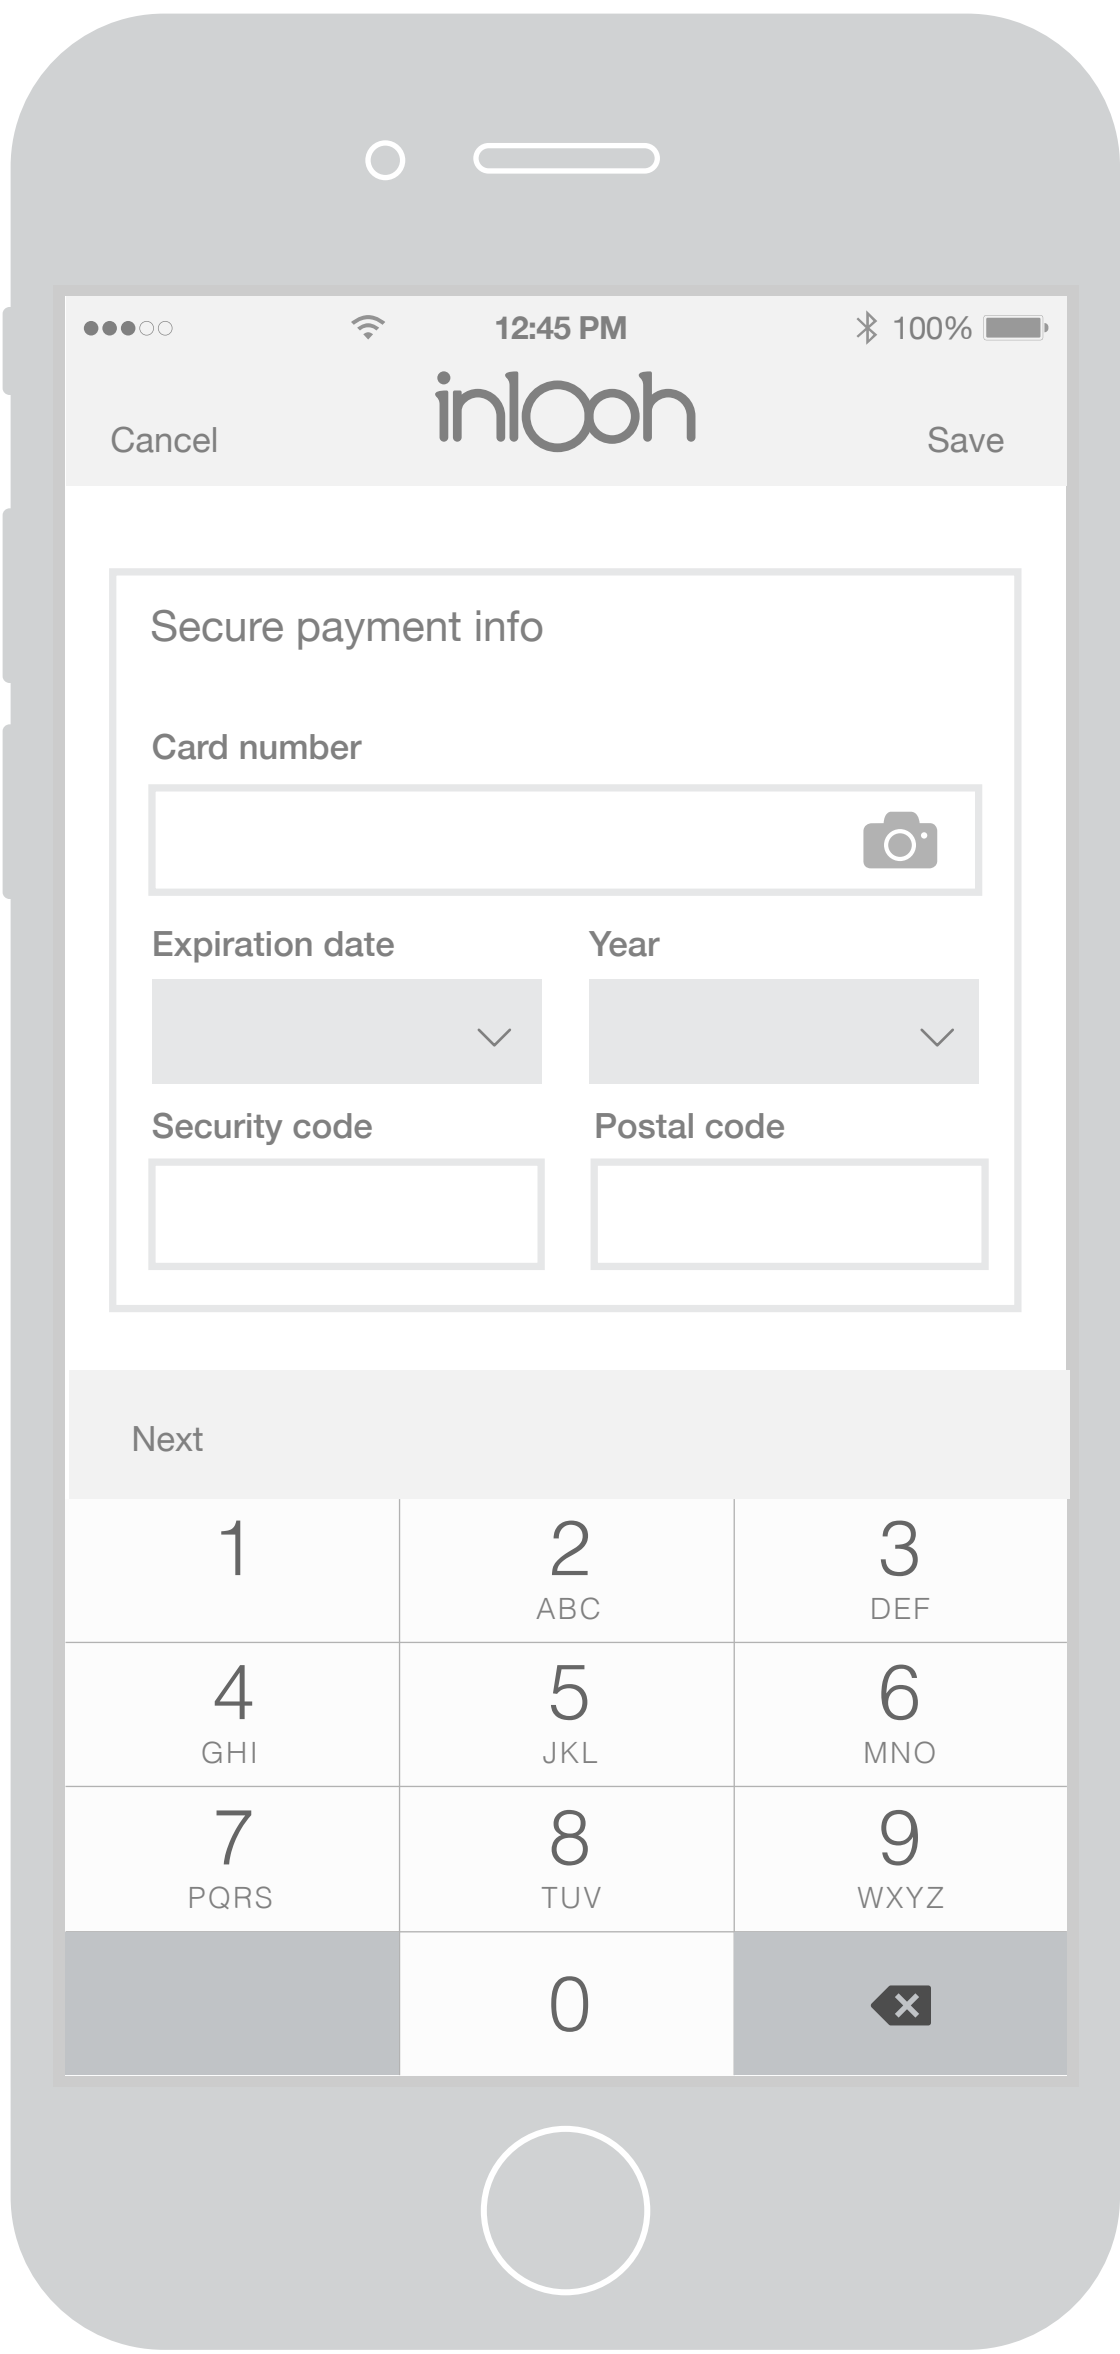 12:45 PM 100%
inlooh
Cancel Save
Secure payment info
Card number
Expiration date Year
Security code Postal code
Next
1 2 3
ABC DEF
4 5 6
GHI JKL MNO
7 8 9
PQRS TUV WXYZ
0